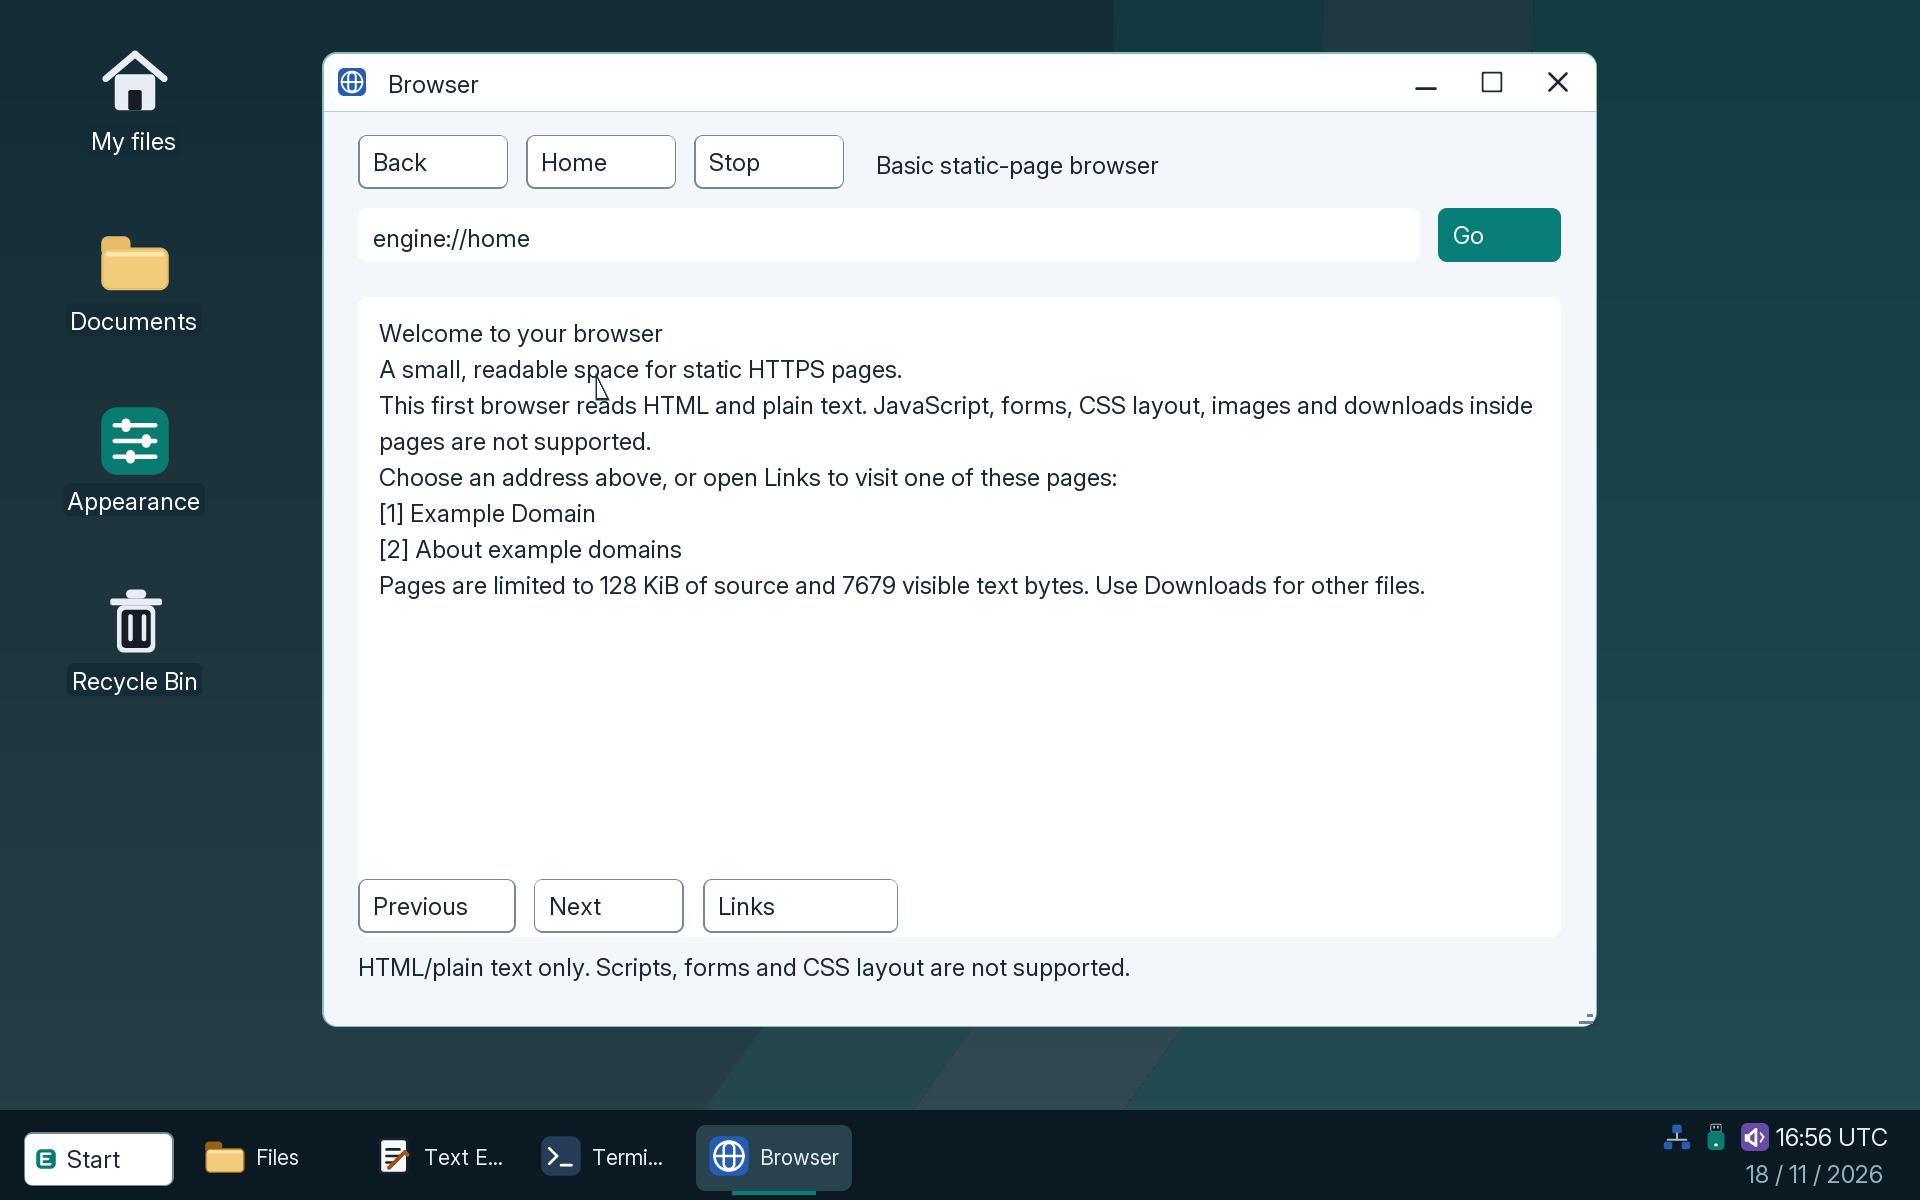 My files
Documents
Appearance
Recycle Bin
Browser
Back
Home
Stop
Basic static-page browser
engine://home
Go
Welcome to your browser
A small, readable space for static HTTPS pages.
This first browser reads HTML and plain text. JavaScript, forms, CSS layout, images and downloads inside
pages are not supported.
Choose an address above, or open Links to visit one of these pages:
[1] Example Domain
[2] About example domains
Pages are limited to 128 KiB of source and 7679 visible text bytes. Use Downloads for other files.
Previous
Next
Links
HTML/plain text only. Scripts, forms and CSS layout are not supported.
E Start
Files
Text E...
Termi...
Browser
16:56 UTC
18 / 11 / 2026